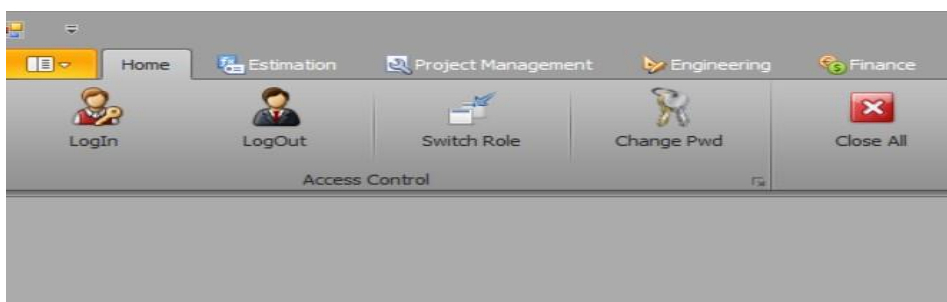 Home Estimation Project Management Engineering Finance
LogIn LogOut Switch Role Change Pwd Close All
Access Control